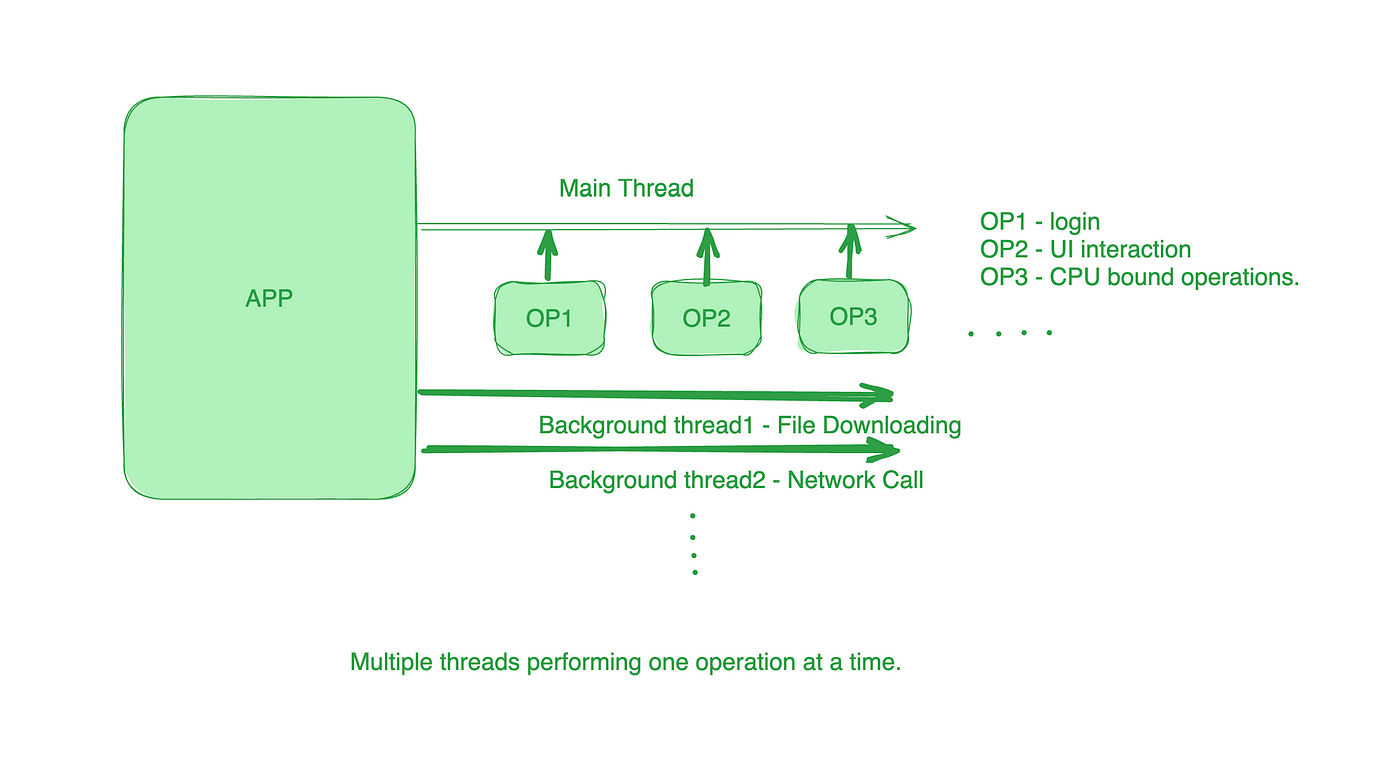 Main Thread
OP1 - login
OP2 - UI interaction
OP3 - CPU bound operations.
APP
OP1
OP2
OP3
Background thread1 - File Downloading
Background thread2 - Network Call
Multiple threads performing one operation at a time.